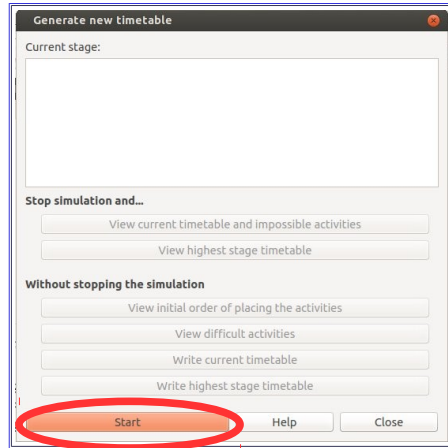 Generate new timetable
Current stage:
Stop simulation and...
View current timetable and impossible activities
View highest stage timetable
Without stopping the simulation
View initial order of placing the activities
View difficult activities
Write current timetable
Write highest stage timetable
Start
Help
Close